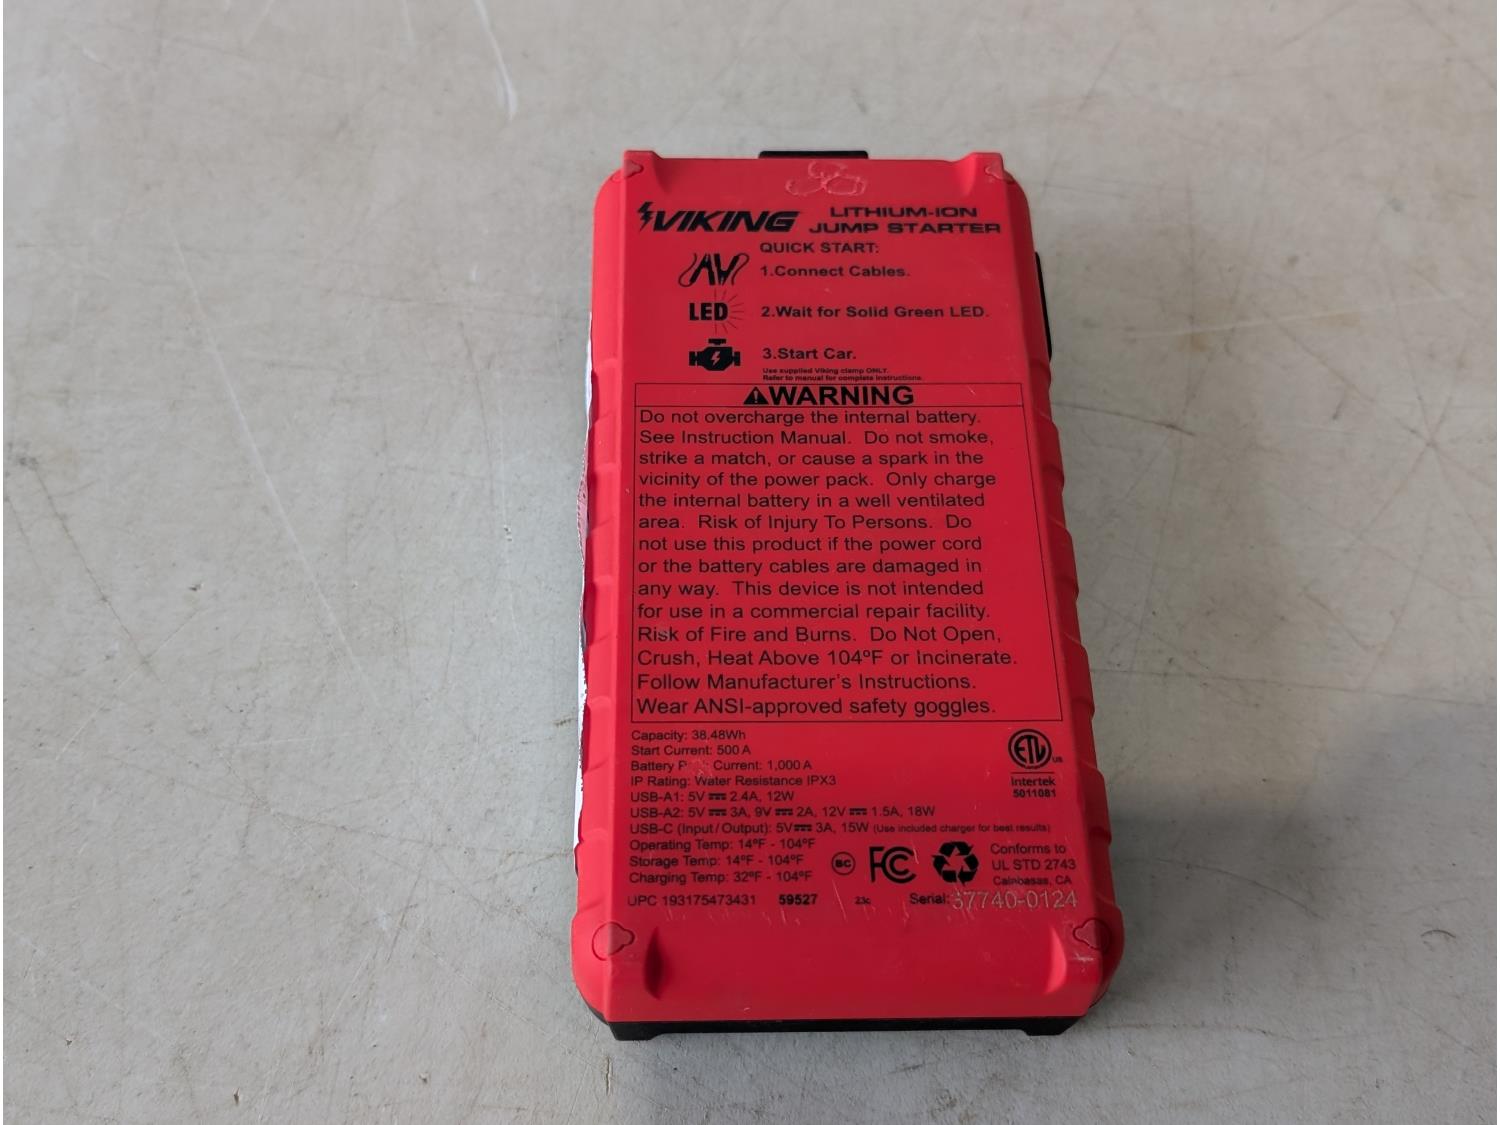 VIKING LITHIUM-ION
JUMP STARTER
QUICK START:
1.Connect Cables.
LED 2.Wait for Solid Green LED.
3.Start Car.
Use supplied Viking clamp ONLY.
Refer to manual for complete instructions.
WARNING
Do not overcharge the internal battery.
See Instruction Manual. Do not smoke,
strike a match, or cause a spark in the
vicinity of the power pack. Only charge
the internal battery in a well ventilated
area. Risk of Injury To Persons. Do
not use this product if the power cord
or the battery cables are damaged in
any way. This device is not intended
for use in a commercial repair facility.
Risk of Fire and Burns. Do Not Open,
Crush, Heat Above 104ºF or Incinerate.
Follow Manufacturer's Instructions.
Wear ANSI-approved safety goggles.
Capacity: 38.48Wh
Start Current: 500 A
Battery Current: 1,000 A
IP Rating: Water Resistance IPX3
USB-A1: 5V 2.4A, 12W
USB-A2: 5V 3A, 9V 2A, 12V 1.5A, 18W
USB-C (Input/Output): 5V 3A, 15W (Use included charger for best results)
Operating Temp: 14ºF - 104ºF
Storage Temp: 14ºF - 104ºF
Charging Temp: 32ºF - 104ºF
ETL US
Intertek
5011081
BC FC
Conforms to
UL STD 2743
Calabasas, CA
UPC 193175473431 59527 Serial: 37740-0124